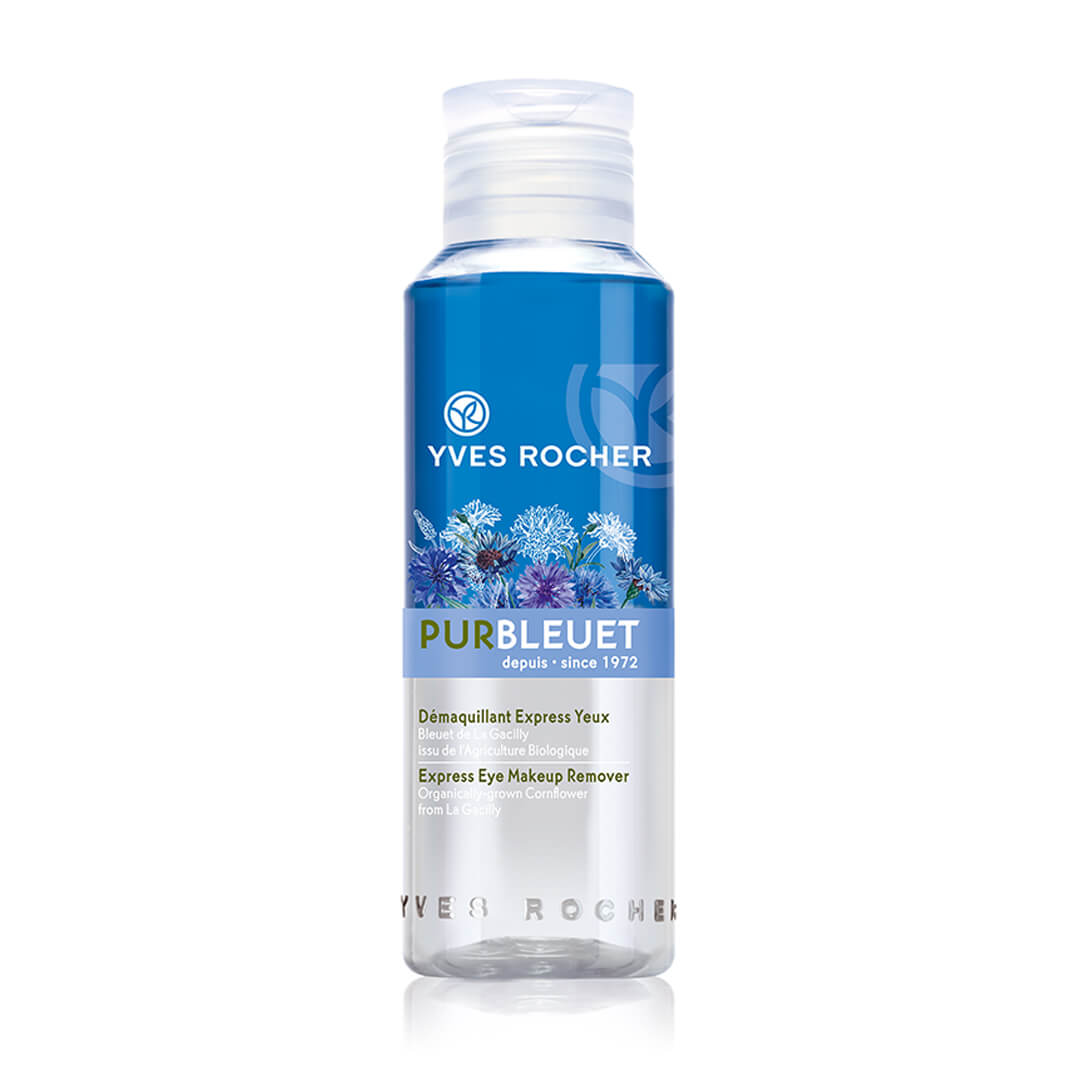 YVES ROCHER
PURBLEUET
depuis · since 1972
Démaquillant Express Yeux
Bleuet de La Gacilly
issu de l'Agriculture Biologique
Express Eye Makeup Remover
Organically-grown Cornflower
from La Gacilly
YVES ROCHER